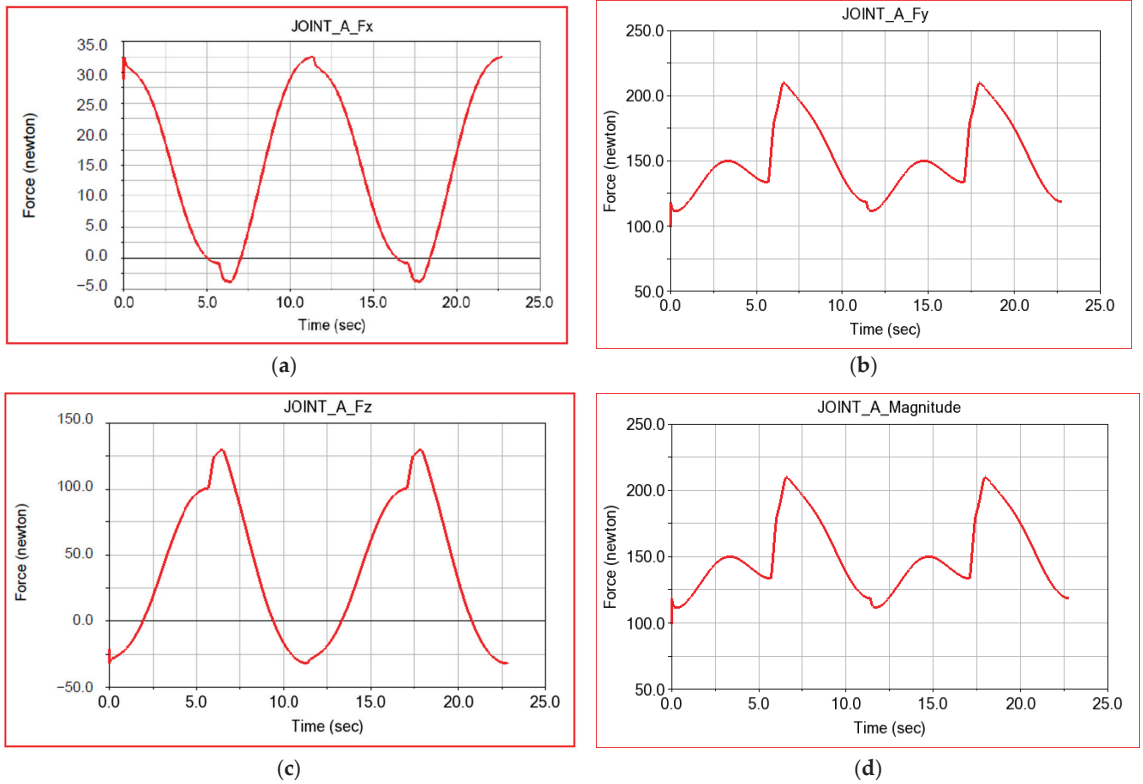 JOINT_A_Fx
Force (newton)
35.0
30.0
25.0
20.0
15.0
10.0
5.0
0.0
−5.0
0.0 5.0 10.0 15.0 20.0 25.0
Time (sec)
(a)
JOINT_A_Fy
Force (newton)
250.0
200.0
150.0
100.0
50.0
0.0 5.0 10.0 15.0 20.0 25.0
Time (sec)
(b)
JOINT_A_Fz
Force (newton)
150.0
100.0
50.0
0.0
−50.0
0.0 5.0 10.0 15.0 20.0 25.0
Time (sec)
(c)
JOINT_A_Magnitude
Force (newton)
250.0
200.0
150.0
100.0
50.0
0.0 5.0 10.0 15.0 20.0 25.0
Time (sec)
(d)